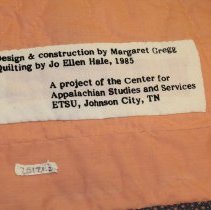 Design & construction by Margaret Gregg
Quilting by Jo Ellen Hale, 1985
A project of the Center for
Appalachian Studies and Services
ETSU, Johnson City, TN